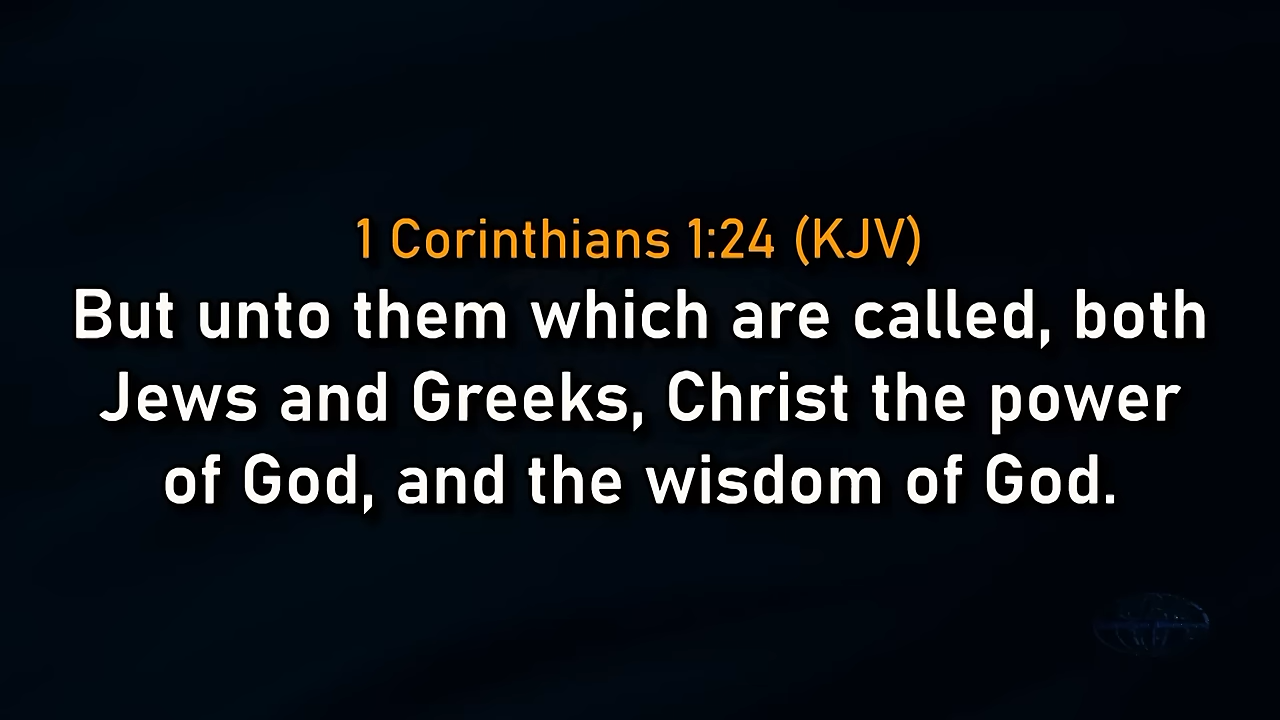 1 Corinthians 1:24 (KJV)
But unto them which are called, both
Jews and Greeks, Christ the power
of God, and the wisdom of God.